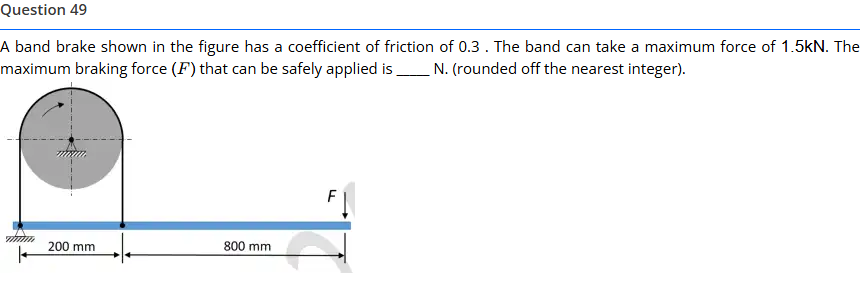 Question 49
A band brake shown in the figure has a coefficient of friction of 0.3 . The band can take a maximum force of 1.5kN. The
maximum braking force (F) that can be safely applied is ____ N. (rounded off the nearest integer).
F
200 mm
800 mm